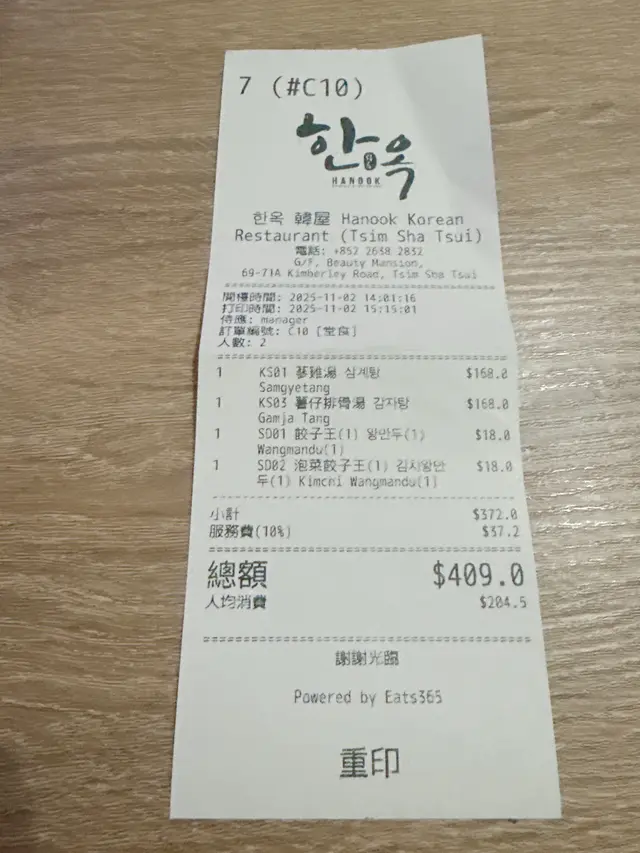 7 (#C10)
한옥
HANOOK
한옥 韓屋 Hanook Korean
Restaurant (Tsim Sha Tsui)
電話: +852 2638 2832
G/F, Beauty Mansion,
69-71A Kimberley Road, Tsim Sha Tsui
開檯時間: 2025-11-02 14:01:16
打印時間: 2025-11-02 15:15:01
侍應: manager
訂單編號: C10 [堂食]
人數: 2
1 KS01 蔘雞湯 삼계탕 $168.0
Samgyetang
1 KS03 薯仔排骨湯 감자탕 $168.0
Gamja Tang
1 SD01 餃子王(1) 왕만두(1) $18.0
Wangmandu(1)
1 SD02 泡菜餃子王(1) 김치왕만 $18.0
두(1) Kimchi Wangmandu(1)
小計 $372.0
服務費(10%) $37.2
總額 $409.0
人均消費 $204.5
謝謝光臨
Powered by Eats365
重印